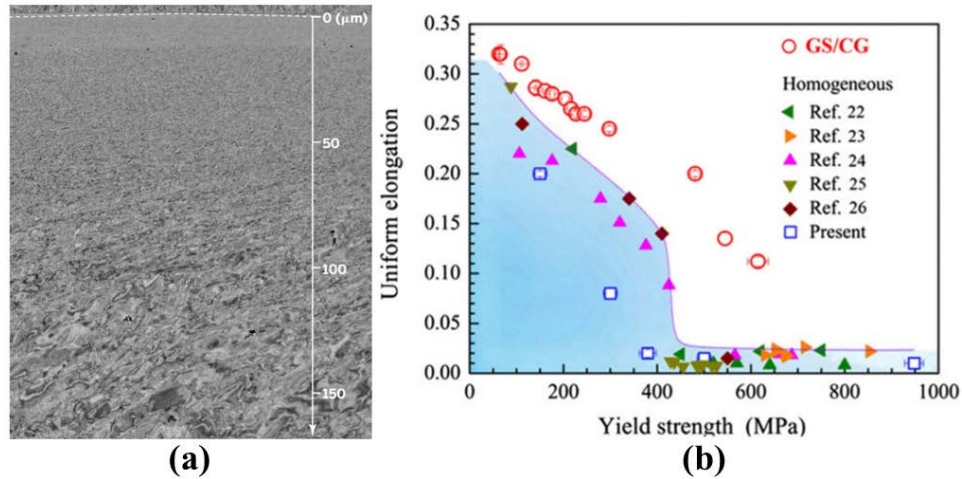 0 (μm)
50
100
150
(a)
Uniform elongation
0.35
0.30
0.25
0.20
0.15
0.10
0.05
0.00
GS/CG
Homogeneous
Ref. 22
Ref. 23
Ref. 24
Ref. 25
Ref. 26
Present
0 200 400 600 800 1000
Yield strength (MPa)
(b)